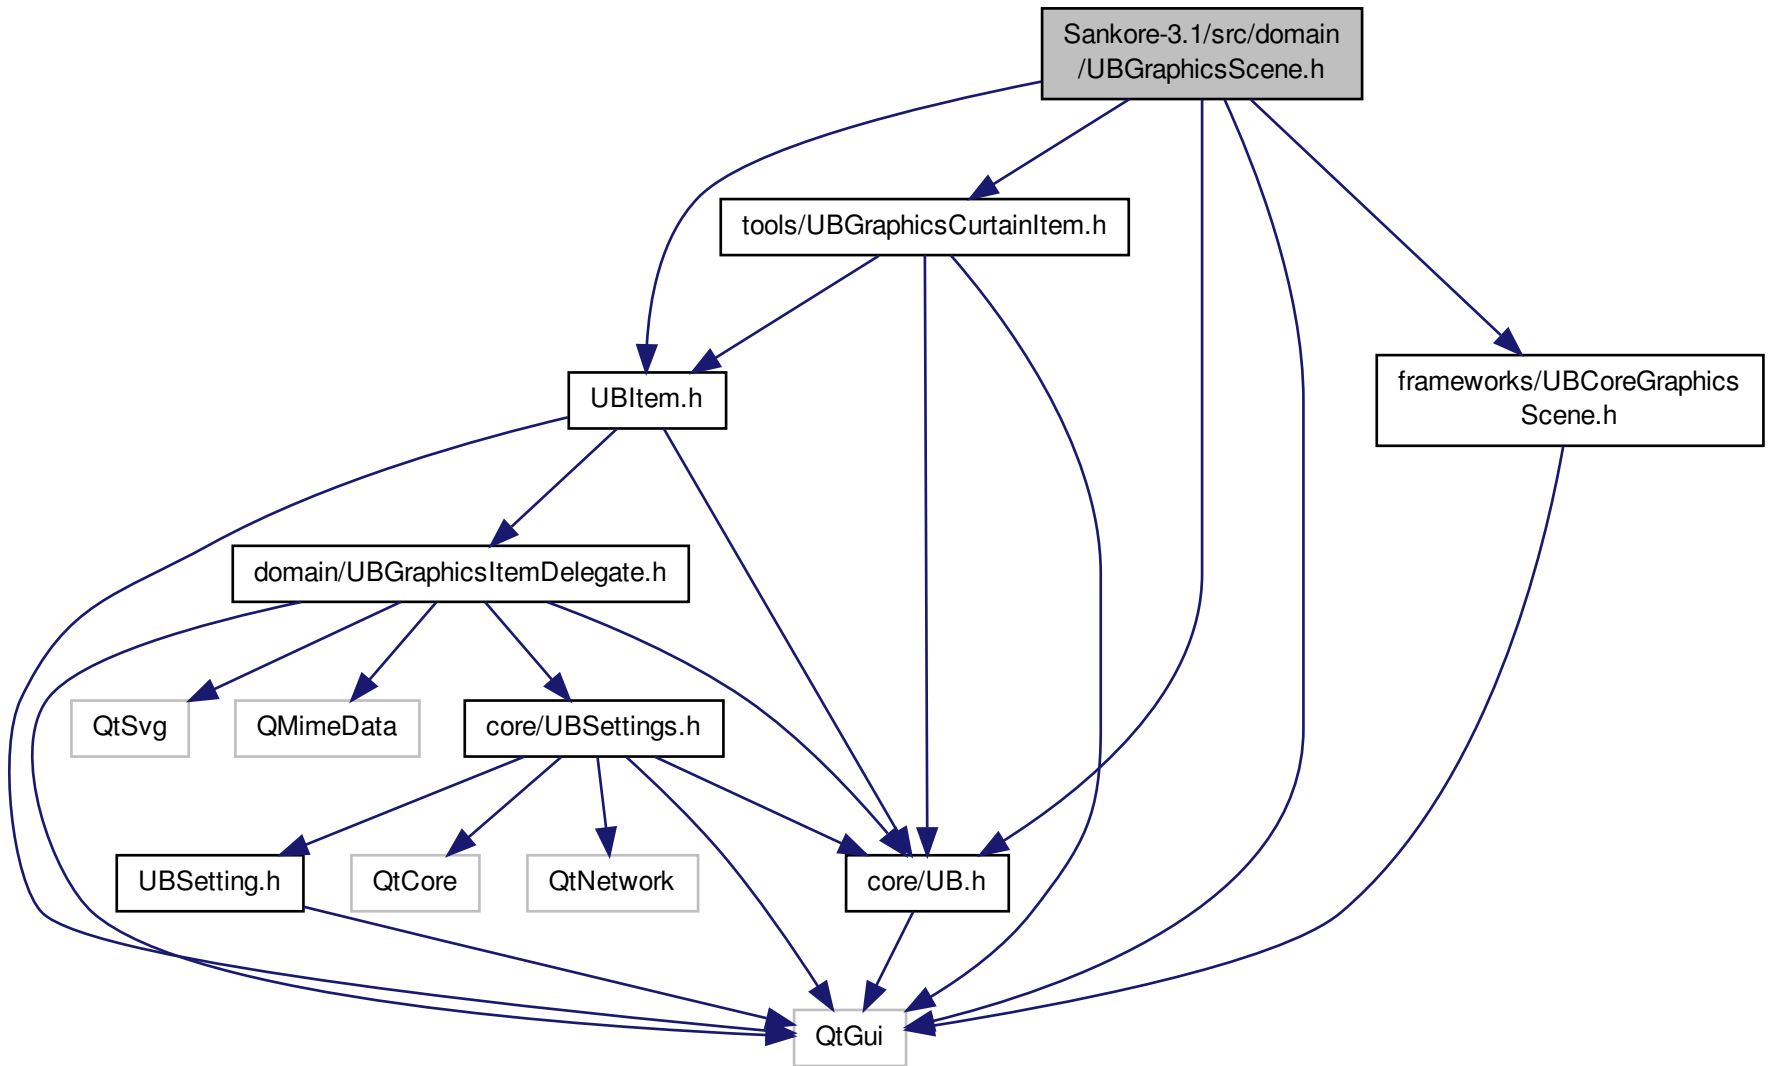 Sankore-3.1/src/domain
/UBGraphicsScene.h
tools/UBGraphicsCurtainItem.h
frameworks/UBCoreGraphics
Scene.h
UBItem.h
domain/UBGraphicsItemDelegate.h
QtSvg
QMimeData
core/UBSettings.h
UBSetting.h
QtCore
QtNetwork
core/UB.h
QtGui